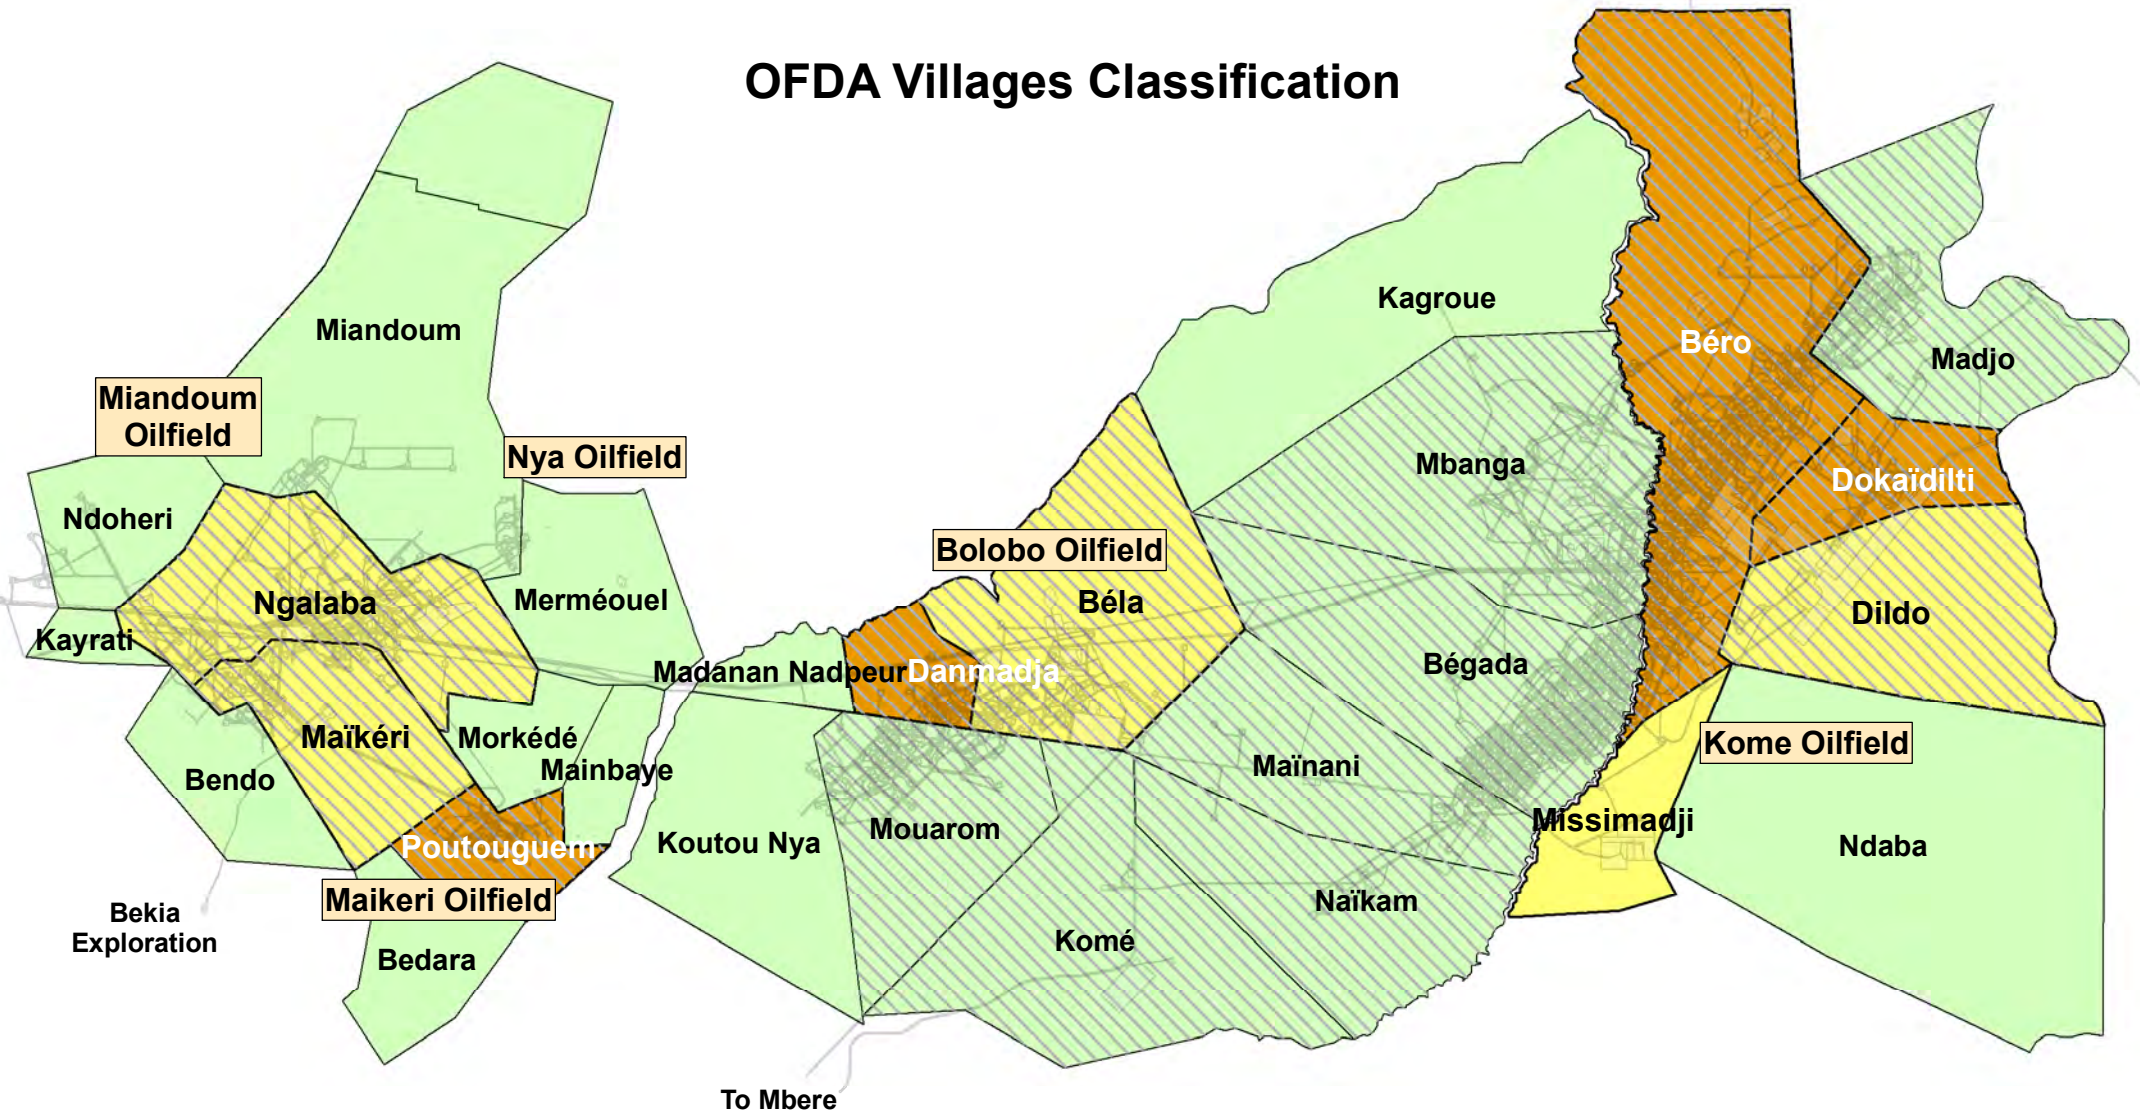 OFDA Villages Classification
Kagroue
Miandoum
Béro
Madjo
Miandoum
Oilfield
Nya Oilfield
Mbanga
Dokaïdilti
Ndoheri
Bolobo Oilfield
Ngalaba
Merméouel
Béla
Dildo
Kayrati
Madanan Nadpeur
Danmadja
Bégada
Maïkéri
Morkédé
Kome Oilfield
Bendo
Mainbaye
Maïnani
Missimadji
Poutouguem
Koutou Nya
Mouarom
Ndaba
Maikeri Oilfield
Naïkam
Bekia
Exploration
Komé
Bedara
To Mbere